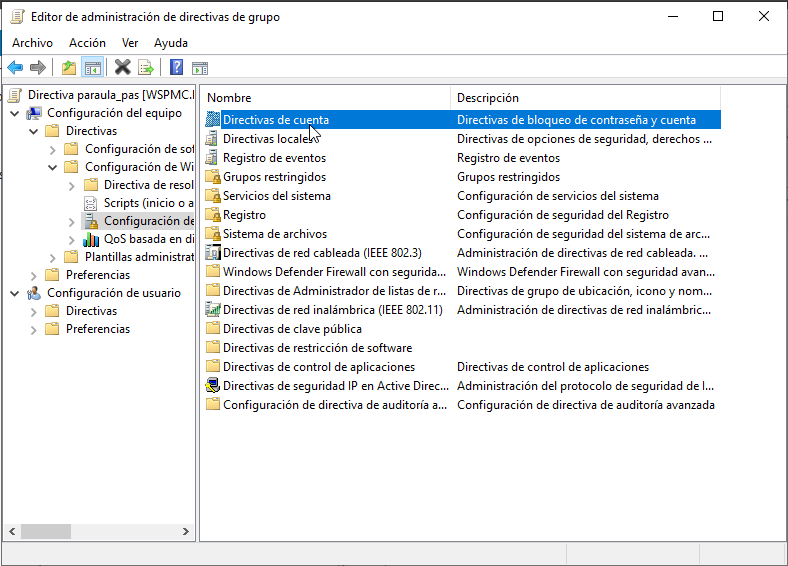 Editor de administración de directivas de grupo
Archivo Acción Ver Ayuda
Directiva paraula_pas [WSPMC.
Configuración del equipo
Directivas
Configuración de sof
Configuración de Wi
Directiva de resol
Scripts (inicio o a
Configuración de
QoS basada en di
Plantillas administrat
Preferencias
Configuración de usuario
Directivas
Preferencias
Nombre Descripción
Directivas de cuenta Directivas de bloqueo de contraseña y cuenta
Directivas locales Directivas de opciones de seguridad, derechos ...
Registro de eventos Registro de eventos
Grupos restringidos Grupos restringidos
Servicios del sistema Configuración de servicios del sistema
Registro Configuración de seguridad del Registro
Sistema de archivos Configuración de seguridad del sistema de arc...
Directivas de red cableada (IEEE 802.3) Administración de directivas de red cableada. ...
Windows Defender Firewall con segurida... Windows Defender Firewall con seguridad avan...
Directivas de Administrador de listas de r... Directivas de grupo de ubicación, icono y nom...
Directivas de red inalámbrica (IEEE 802.11) Administración de directivas de red inalámbric...
Directivas de clave pública
Directivas de restricción de software
Directivas de control de aplicaciones Directivas de control de aplicaciones
Directivas de seguridad IP en Active Direc... Administración del protocolo de seguridad de I...
Configuración de directiva de auditoría a... Configuración de directiva de auditoría avanzada